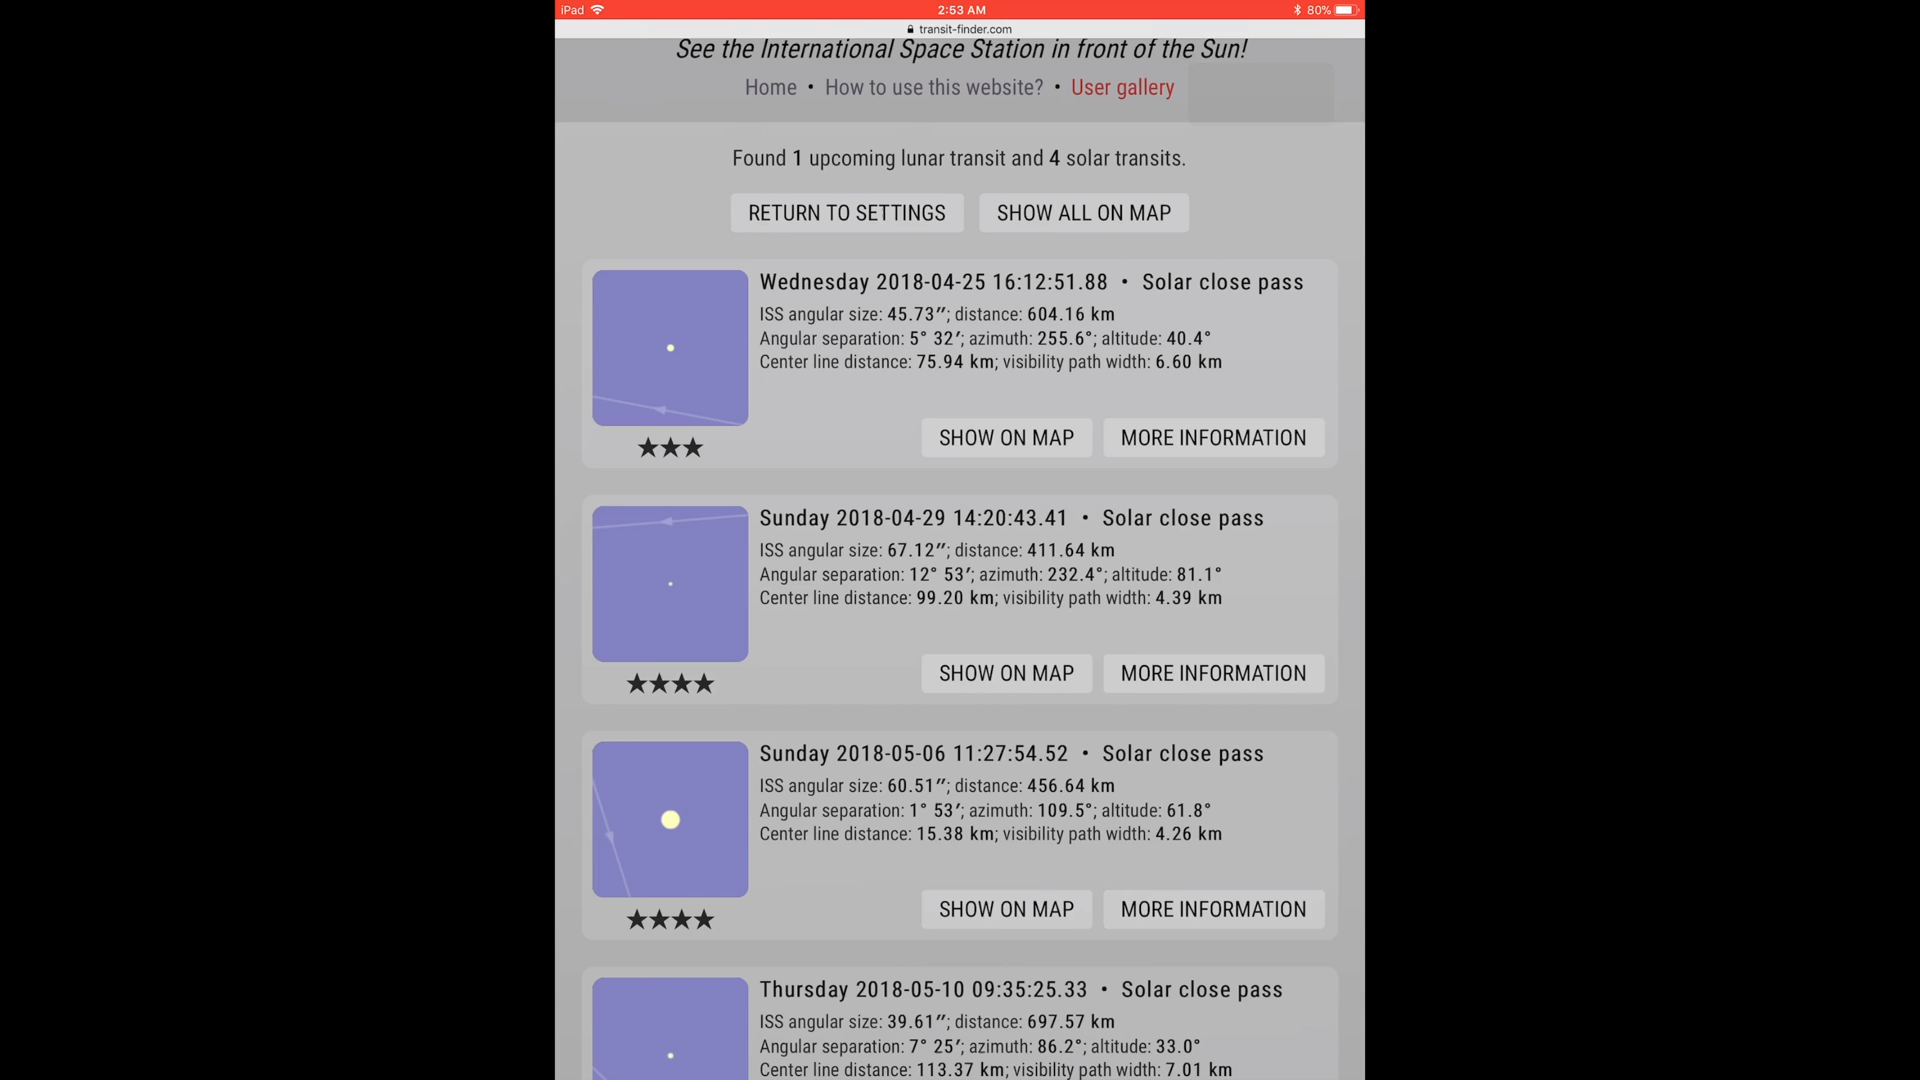 iPad
2:53 AM
80%
transit-finder.com
See the International Space Station in front of the Sun!
Home • How to use this website? • User gallery
Found 1 upcoming lunar transit and 4 solar transits.
RETURN TO SETTINGS
SHOW ALL ON MAP
Wednesday 2018-04-25 16:12:51.88 • Solar close pass
ISS angular size: 45.73″; distance: 604.16 km
Angular separation: 5° 32′; azimuth: 255.6°; altitude: 40.4°
Center line distance: 75.94 km; visibility path width: 6.60 km
★★★
SHOW ON MAP
MORE INFORMATION
Sunday 2018-04-29 14:20:43.41 • Solar close pass
ISS angular size: 67.12″; distance: 411.64 km
Angular separation: 12° 53′; azimuth: 232.4°; altitude: 81.1°
Center line distance: 99.20 km; visibility path width: 4.39 km
★★★★
SHOW ON MAP
MORE INFORMATION
Sunday 2018-05-06 11:27:54.52 • Solar close pass
ISS angular size: 60.51″; distance: 456.64 km
Angular separation: 1° 53′; azimuth: 109.5°; altitude: 61.8°
Center line distance: 15.38 km; visibility path width: 4.26 km
★★★★
SHOW ON MAP
MORE INFORMATION
Thursday 2018-05-10 09:35:25.33 • Solar close pass
ISS angular size: 39.61″; distance: 697.57 km
Angular separation: 7° 25′; azimuth: 86.2°; altitude: 33.0°
Center line distance: 113.37 km; visibility path width: 7.01 km